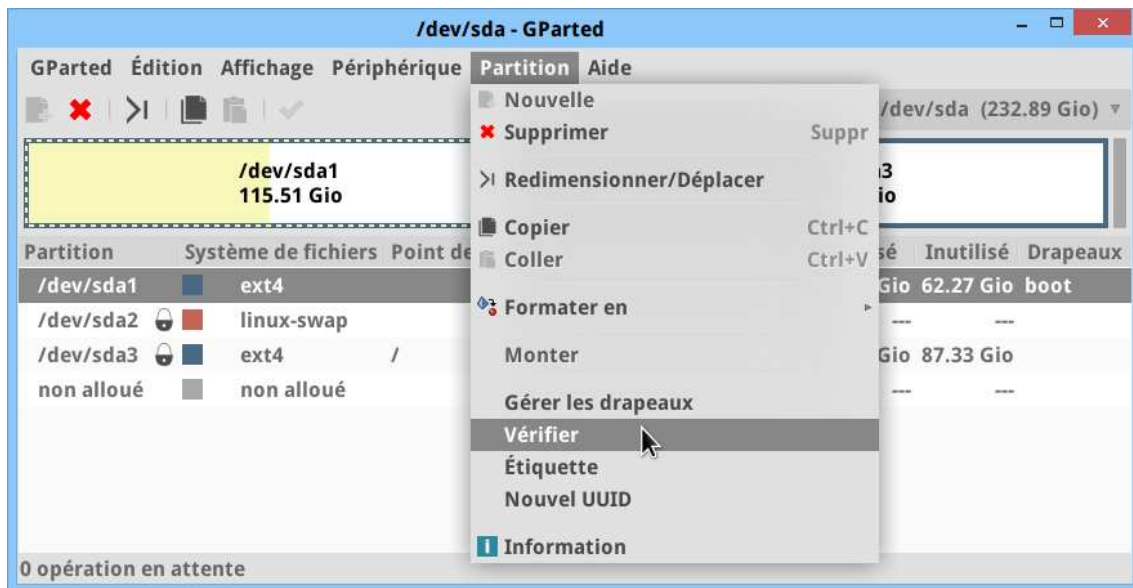 /dev/sda - GParted
GParted Édition Affichage Périphérique Partition Aide
/dev/sda (232.89 Gio)
/dev/sda1
115.51 Gio
Nouvelle
Supprimer Suppr
Redimensionner/Déplacer
Copier Ctrl+C
Coller Ctrl+V
Formater en
Monter
Gérer les drapeaux
Vérifier
Étiquette
Nouvel UUID
Information
Partition Système de fichiers Point de Inutilisé Drapeaux
/dev/sda1 ext4 Gio 62.27 Gio boot
/dev/sda2 linux-swap --- ---
/dev/sda3 ext4 / Gio 87.33 Gio
non alloué non alloué --- ---
0 opération en attente